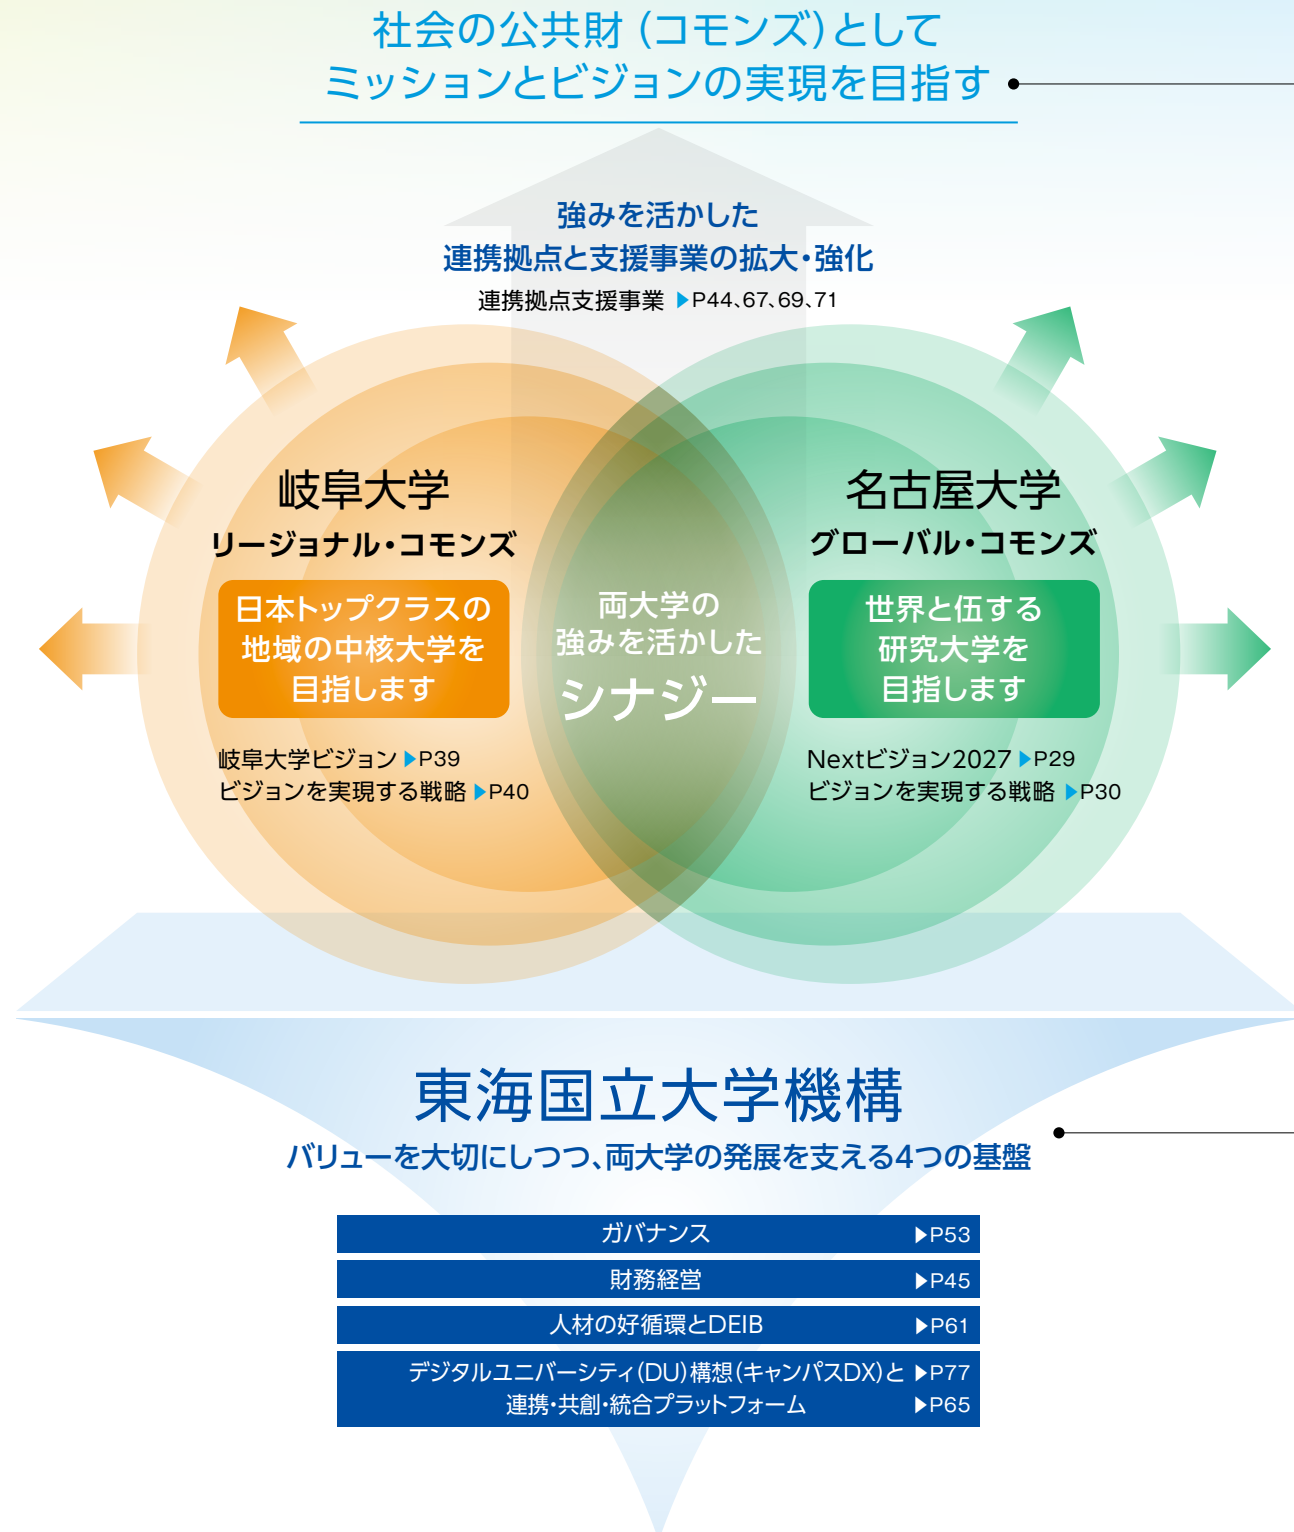 社会の公共財（コモンズ）として
ミッションとビジョンの実現を目指す
強みを活かした
連携拠点と支援事業の拡大・強化
連携拠点支援事業 ▶P44、67、69、71
岐阜大学
リージョナル・コモンズ
日本トップクラスの
地域の中核大学を
目指します
岐阜大学ビジョン ▶P39
ビジョンを実現する戦略 ▶P40
両大学の
強みを活かした
シナジー
名古屋大学
グローバル・コモンズ
世界と伍する
研究大学を
目指します
Nextビジョン2027 ▶P29
ビジョンを実現する戦略 ▶P30
東海国立大学機構
バリューを大切にしつつ、両大学の発展を支える4つの基盤
ガバナンス ▶P53
財務経営 ▶P45
人材の好循環とDEIB ▶P61
デジタルユニバーシティ（DU）構想（キャンパスDX）と ▶P77
連携・共創・統合プラットフォーム ▶P65